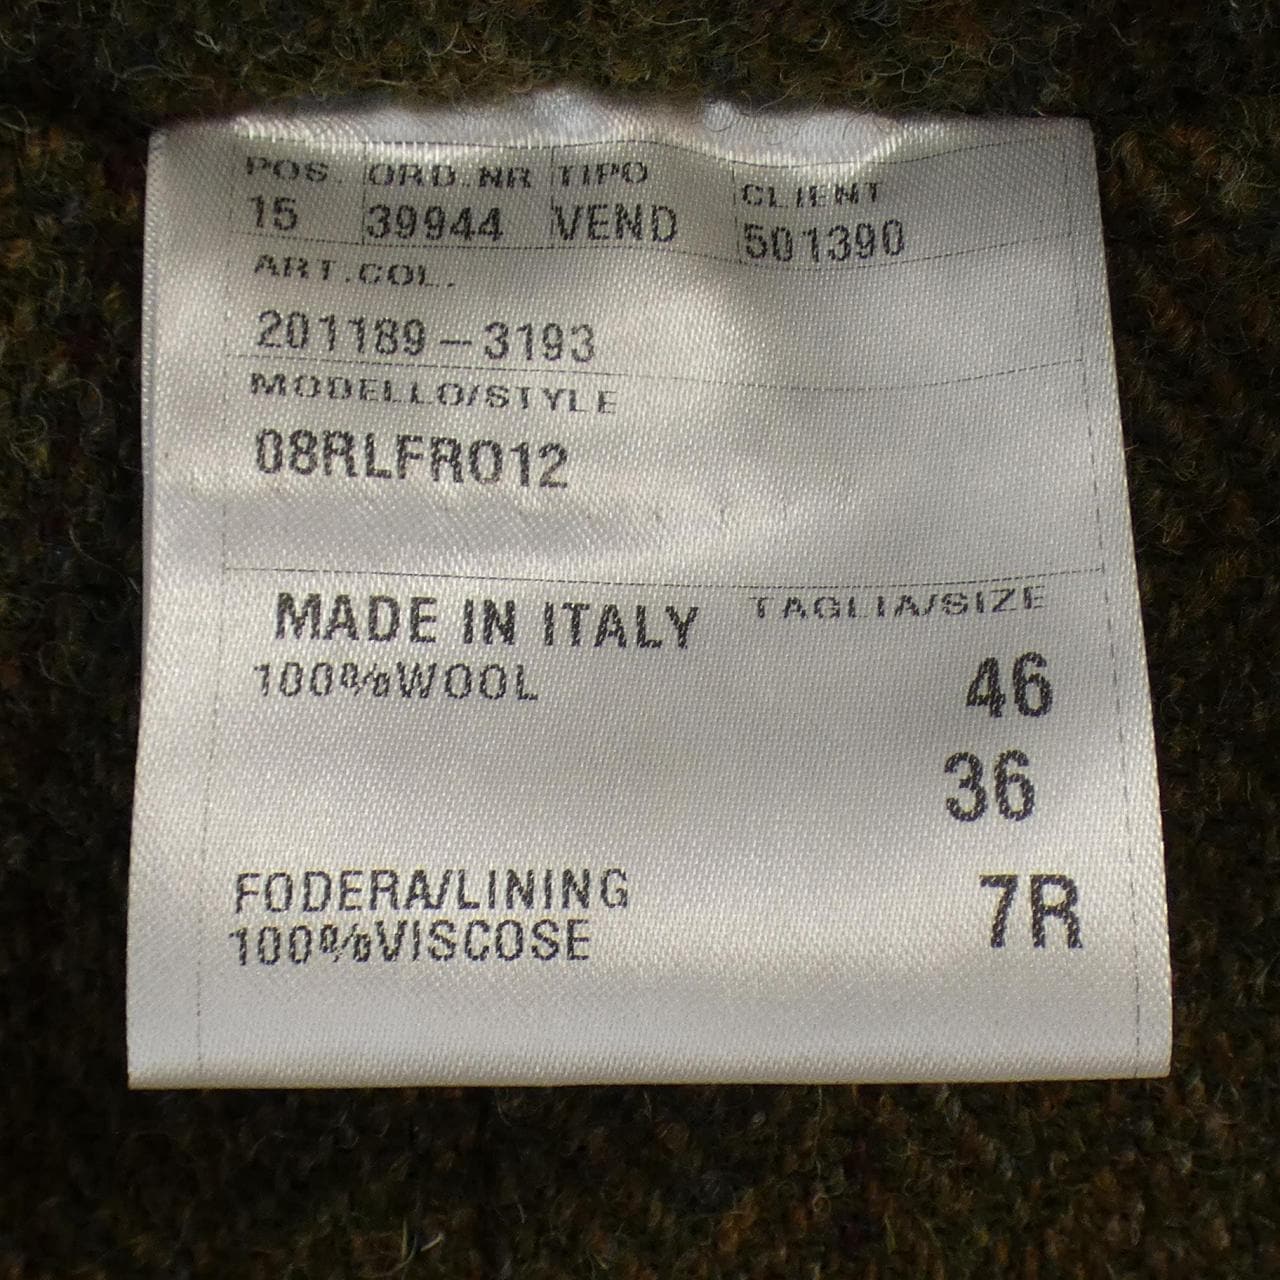 POS. ORD.NR TIPO CLIENT
15 39944 VEND 501390
ART.COL.
201189-3193
MODELLO/STYLE
08RLFR012
MADE IN ITALY TAGLIA/SIZE
100%WOOL 46
36
FODERA/LINING 7R
100%VISCOSE